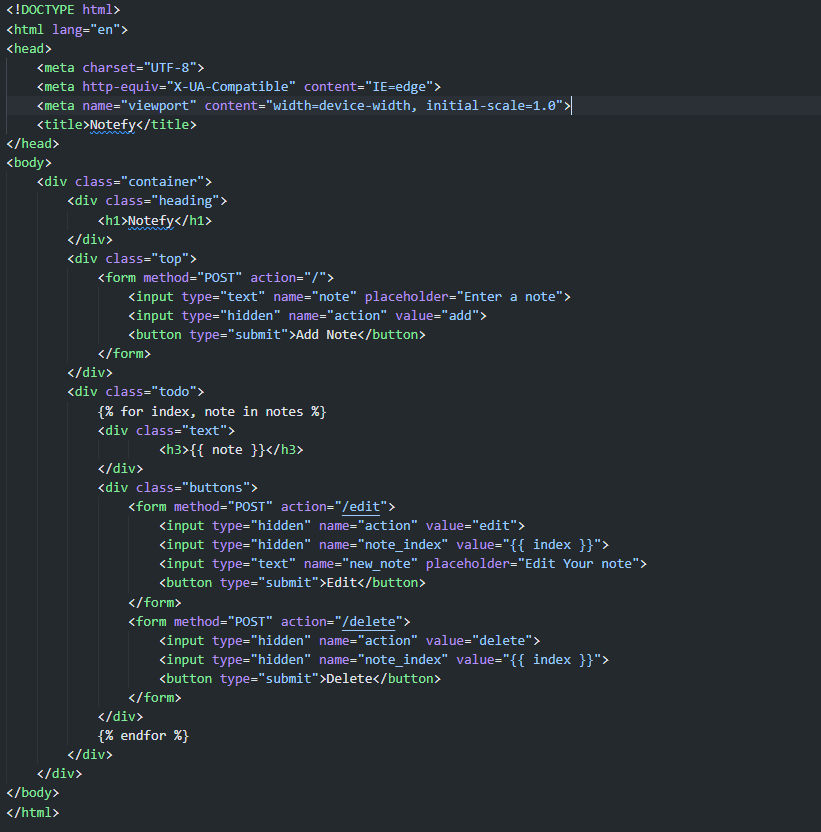 <!DOCTYPE html>
<html lang="en">
<head>
    <meta charset="UTF-8">
    <meta http-equiv="X-UA-Compatible" content="IE=edge">
    <meta name="viewport" content="width=device-width, initial-scale=1.0">
    <title>Notefy</title>
</head>
<body>
    <div class="container">
        <div class="heading">
            <h1>Notefy</h1>
        </div>
        <div class="top">
            <form method="POST" action="/">
                <input type="text" name="note" placeholder="Enter a note">
                <input type="hidden" name="action" value="add">
                <button type="submit">Add Note</button>
            </form>
        </div>
        <div class="todo">
            {% for index, note in notes %}
            <div class="text">
                    <h3>{{ note }}</h3>
            </div>
            <div class="buttons">
                <form method="POST" action="/edit">
                    <input type="hidden" name="action" value="edit">
                    <input type="hidden" name="note_index" value="{{ index }}">
                    <input type="text" name="new_note" placeholder="Edit Your note">
                    <button type="submit">Edit</button>
                </form>
                <form method="POST" action="/delete">
                    <input type="hidden" name="action" value="delete">
                    <input type="hidden" name="note_index" value="{{ index }}">
                    <button type="submit">Delete</button>
                </form>
            </div>
            {% endfor %}
        </div>
    </div>
</body>
</html>